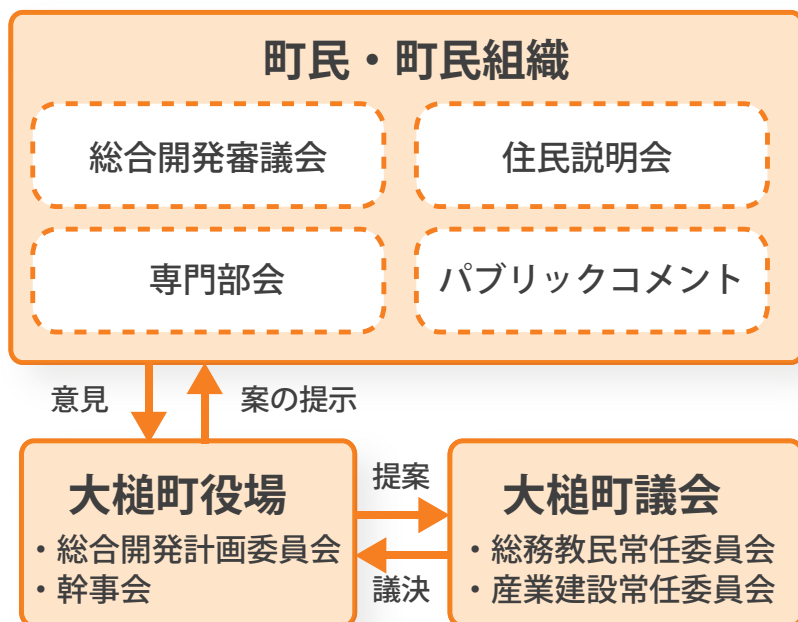 町民・町民組織
総合開発審議会
住民説明会
専門部会
パブリックコメント
意見
案の提示
大槌町役場
・総合開発計画委員会
・幹事会
提案
議決
大槌町議会
・総務教民常任委員会
・産業建設常任委員会